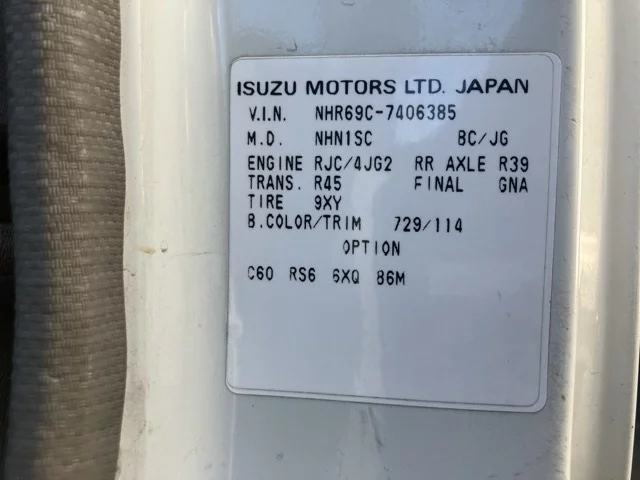 ISUZU MOTORS LTD. JAPAN
V.I.N. NHR69C-7406385
M.D. NHN1SC BC/JG
ENGINE RJC/4JG2 RR AXLE R39
TRANS. R45 FINAL GNA
TIRE 9XY
B.COLOR/TRIM 729/114
OPTION
C60 RS6 6XQ 86M